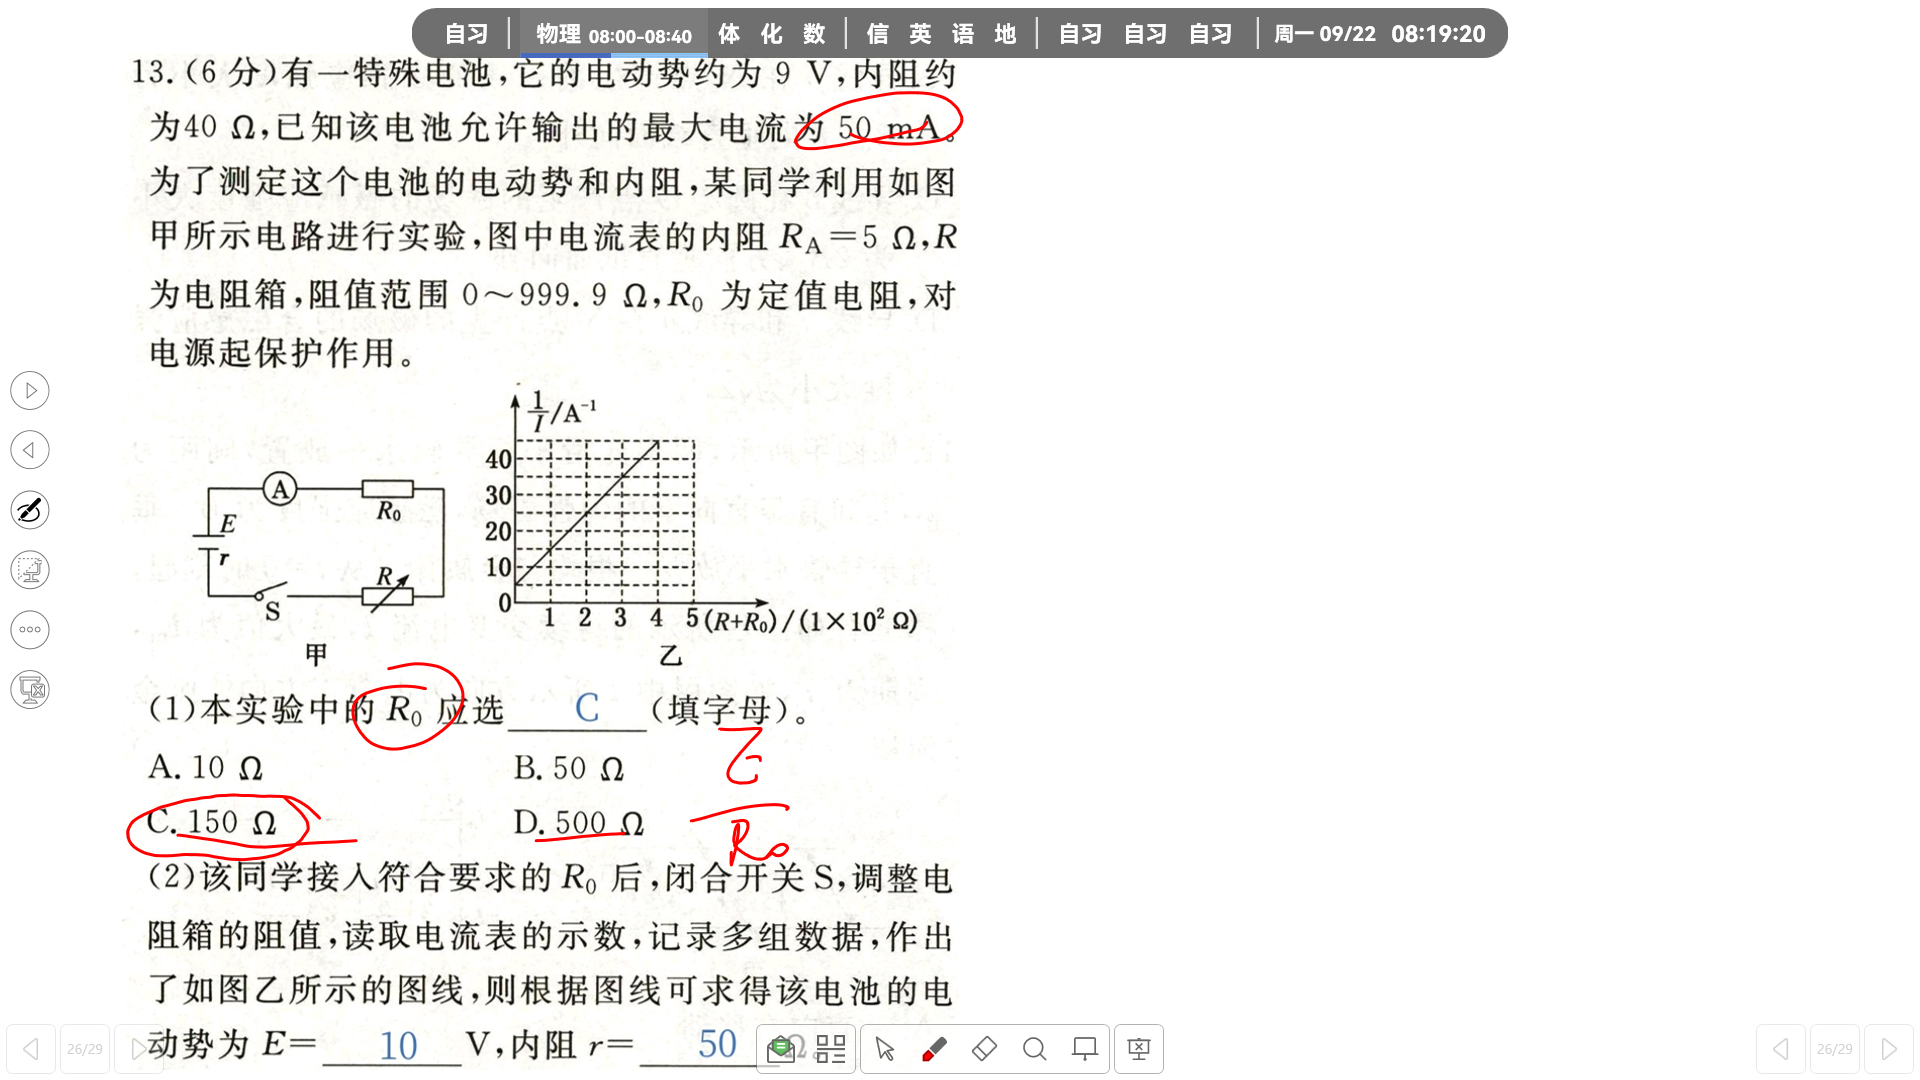 自习 | 物理 08:00-08:40 体 化 数 | 信 英 语 地 | 自习 自习 自习 | 周一 09/22 08:19:20
13.(6 分)有一特殊电池,它的电动势约为 9 V,内阻约
为40 Ω,已知该电池允许输出的最大电流为 50 mA。
为了测定这个电池的电动势和内阻,某同学利用如图
甲所示电路进行实验,图中电流表的内阻 R_A=5 Ω,R
为电阻箱,阻值范围 0～999.9 Ω,R₀ 为定值电阻,对
电源起保护作用。
A
R₀
E
r
R
S
甲
1/I/A⁻¹
40
30
20
10
0
1 2 3 4 5 (R+R₀)/(1×10² Ω)
乙
(1)本实验中的 R₀ 应选 C (填字母)。
A. 10 Ω B. 50 Ω
C. 150 Ω D. 500 Ω
E
R₀
(2)该同学接入符合要求的 R₀ 后,闭合开关 S,调整电
阻箱的阻值,读取电流表的示数,记录多组数据,作出
了如图乙所示的图线,则根据图线可求得该电池的电
动势为 E= 10 V,内阻 r= 50 Ω。
26/29
26/29